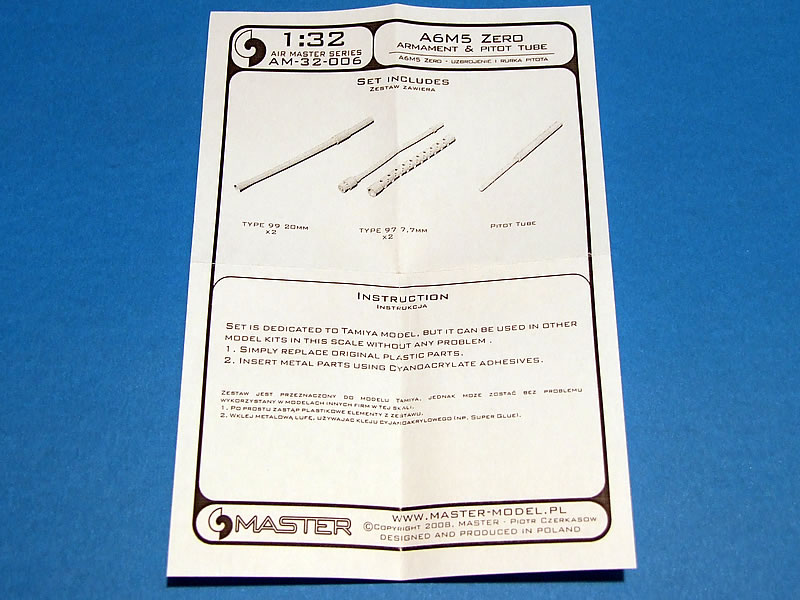 1:32
AIR MASTER SERIES
AM-32-006
A6M5 ZERO
ARMAMENT & PITOT TUBE
A6M5 ZERO - UZBROJENIE I RURKA PITOTA
SET INCLUDES
ZESTAW ZAWIERA
TYPE 99 20MM
X2
TYPE 97 7,7MM
X2
PITOT TUBE
INSTRUCTION
INSTRUKCJA
SET IS DEDICATED TO TAMIYA MODEL, BUT IT CAN BE USED IN OTHER
MODEL KITS IN THIS SCALE WITHOUT ANY PROBLEM .
1. SIMPLY REPLACE ORIGINAL PLASTIC PARTS.
2. INSERT METAL PARTS USING CYANOACRYLATE ADHESIVES.
ZESTAW JEST PRZEZNACZONY DO MODELU TAMIYA, JEDNAK MOŻE ZOSTAĆ BEZ PROBLEMU
WYKORZYSTANY W MODELACH INNYCH FIRM W TEJ SKALI.
1. PO PROSTU ZASTĄP PLASTIKOWE ELEMENTY Z ZESTAWU.
2. WKLEJ METALOWĄ LUFĘ, UŻYWAJĄC KLEJU CYJANOAKRYLOWEGO (NP. SUPER GLUE).
MASTER
WWW.MASTER-MODEL.PL
©COPYRIGHT 2008, MASTER - PIOTR CZERKASOW
DESIGNED AND PRODUCED IN POLAND